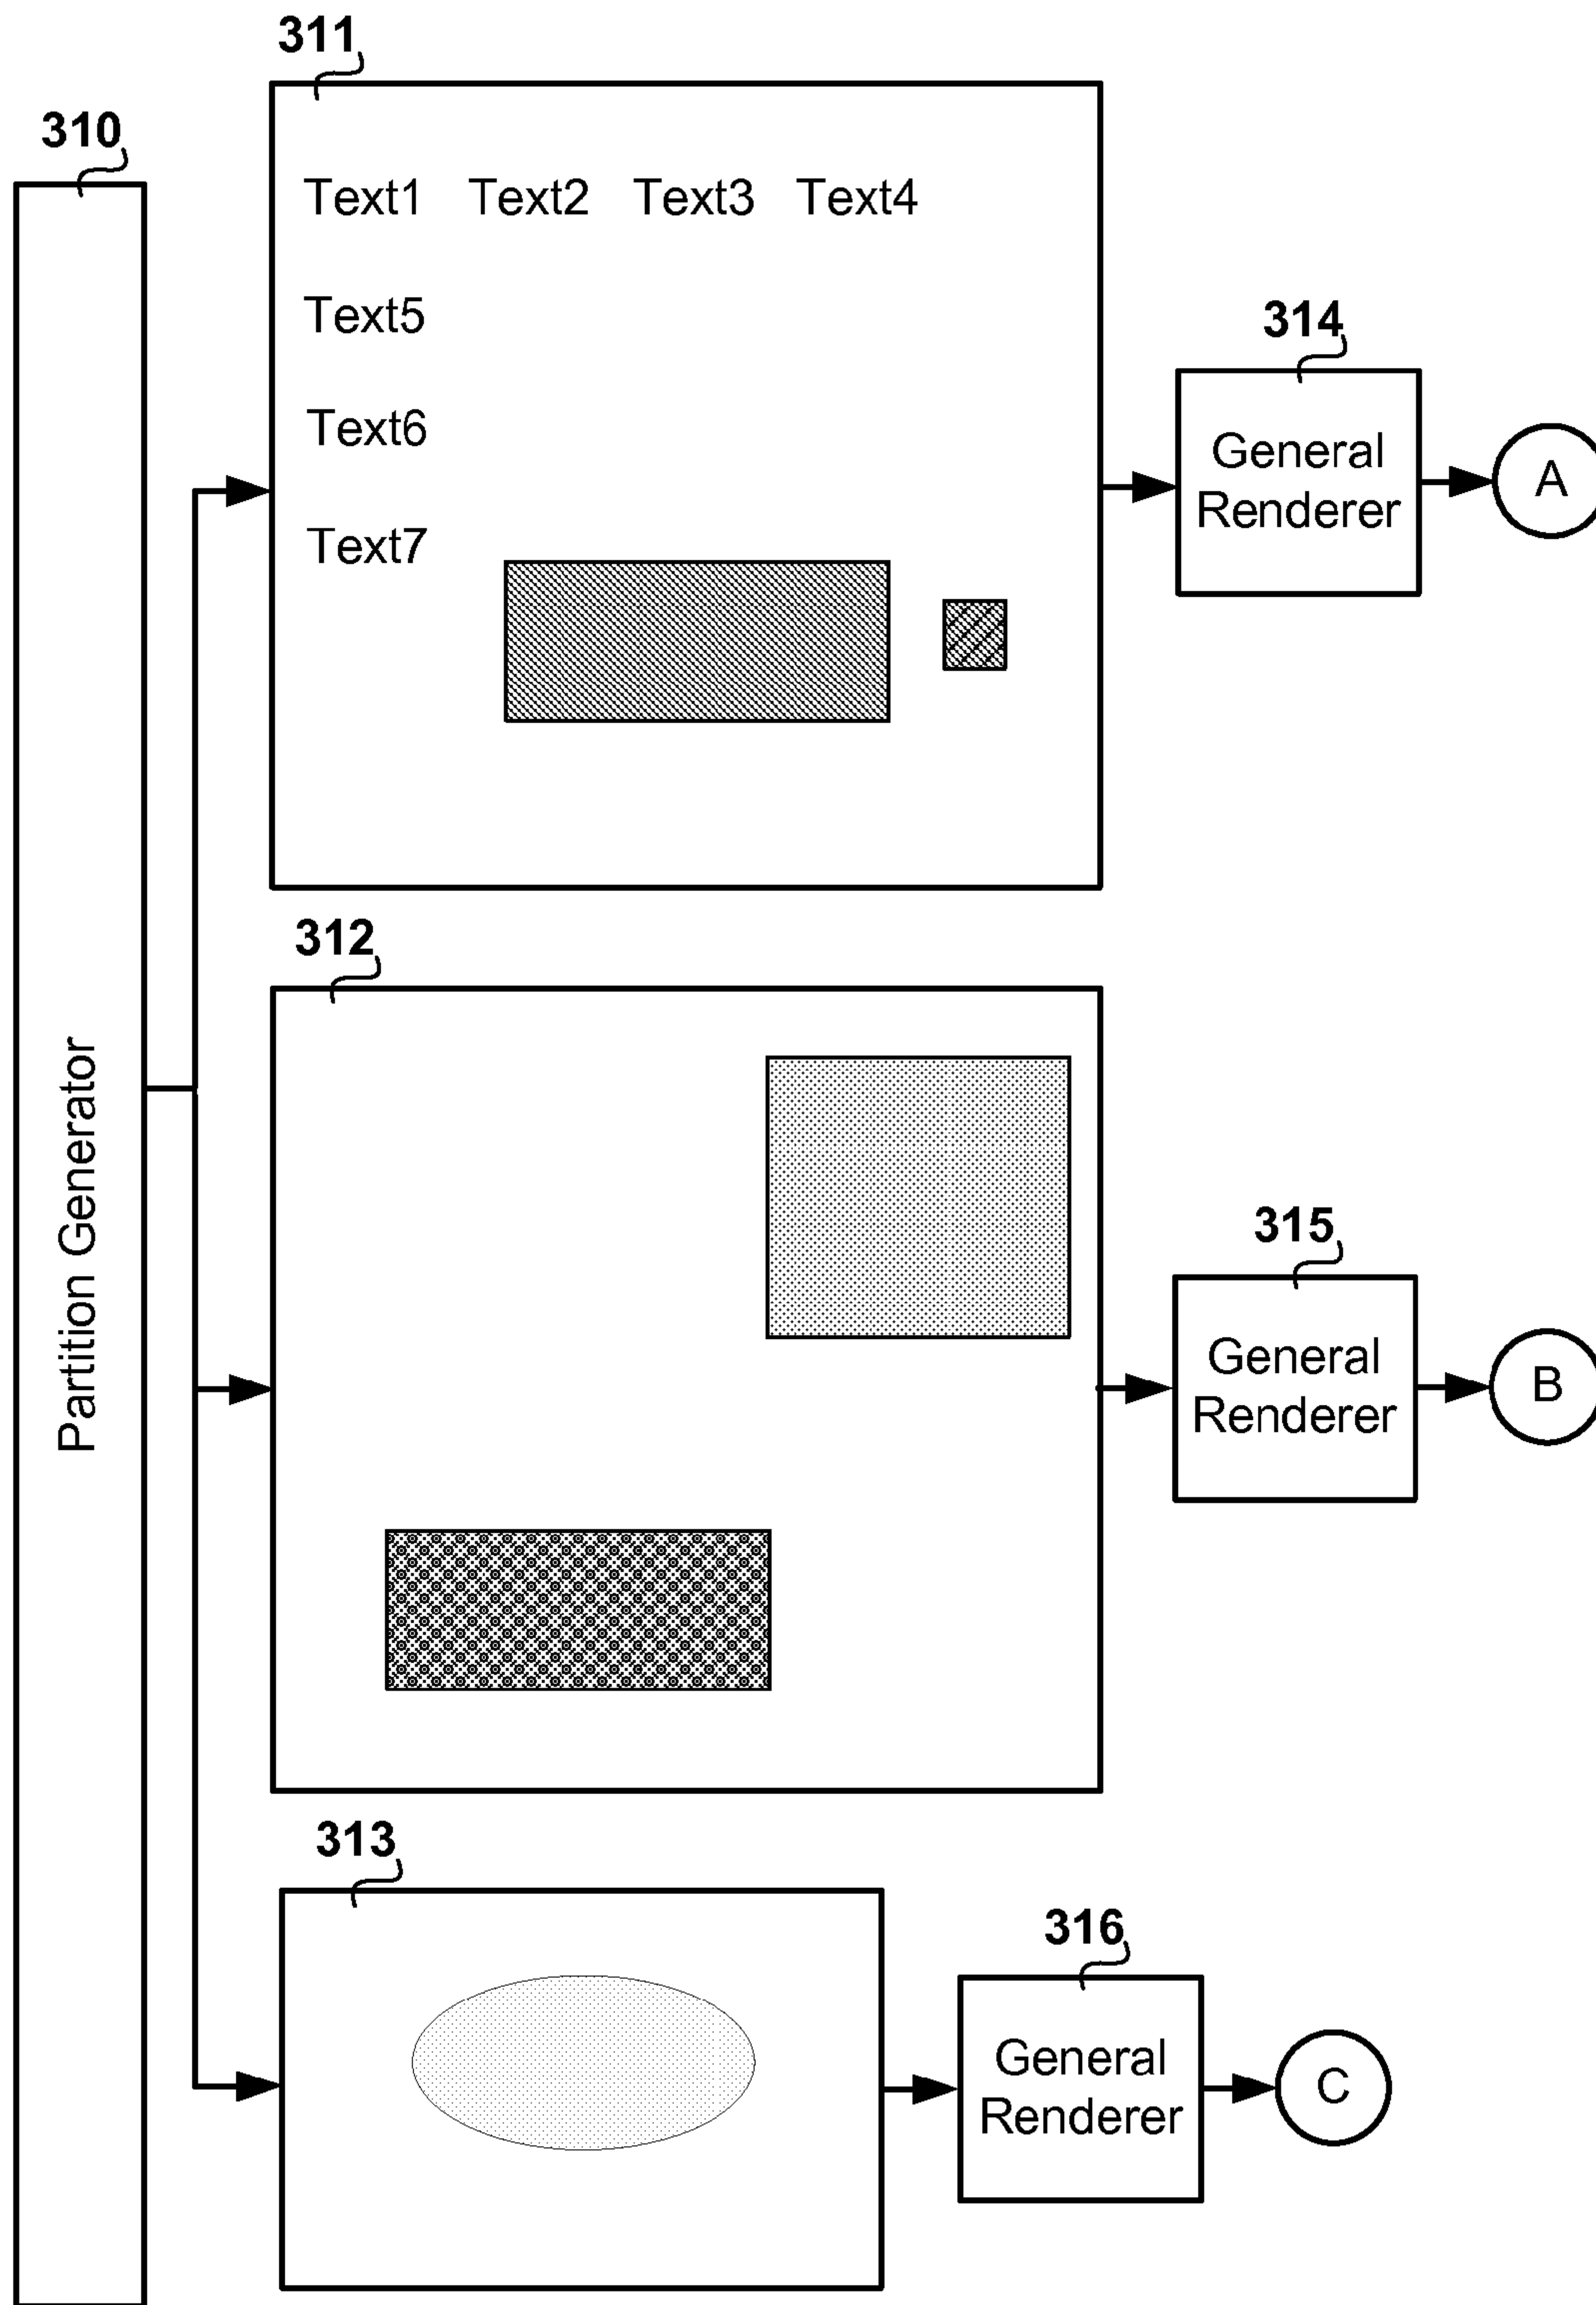 311
310
Text1 Text2 Text3 Text4
Text5
Text6
Text7
314
General
Renderer
A
312
Partition Generator
315
General
Renderer
B
313
316
General
Renderer
C